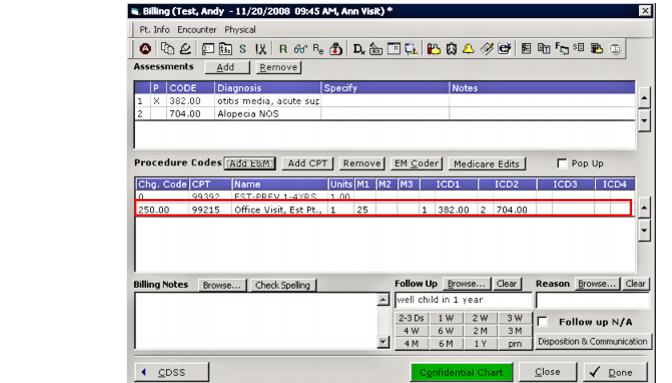 Billing (Test, Andy - 11/20/2008 09:45 AM, Ann Visit) *
Pt. Info Encounter Physical
Assessments Add Remove
P CODE Diagnosis Specify Notes
1 X 382.00 otitis media, acute sup
2 704.00 Alopecia NOS
Procedure Codes Add E&M Add CPT Remove EM Coder Medicare Edits Pop Up
Chg. Code CPT Name Units M1 M2 M3 ICD1 ICD2 ICD3 ICD4
0 99392 EST-PREV 1-4YRS 1.00
250.00 99215 Office Visit, Est Pt., 1 25 1 382.00 2 704.00
Billing Notes Browse... Check Spelling Follow Up Browse... Clear Reason Browse... Clear
well child in 1 year
2-3 Ds 1 W 2 W 3 W Follow up N/A
4 W 6 W 2 M 3 M
4 M 6 M 1 Y prn Disposition & Communication
CDSS Confidential Chart Close Done